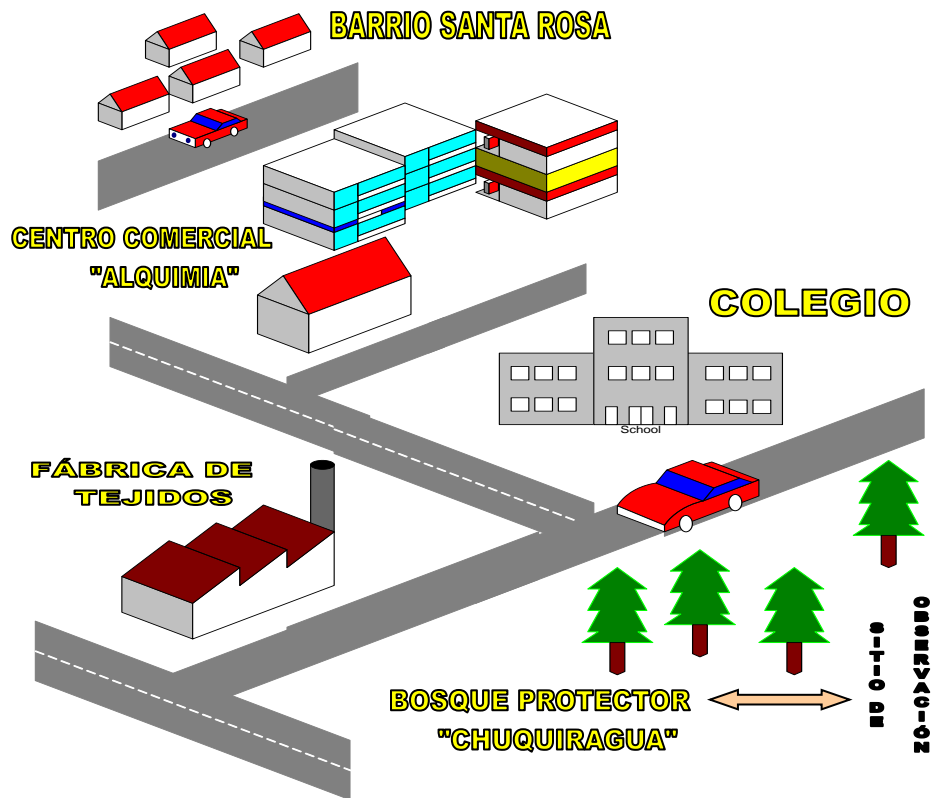 BARRIO SANTA ROSA
CENTRO COMERCIAL
"ALQUIMIA"
COLEGIO
School
FÁBRICA DE
TEJIDOS
BOSQUE PROTECTOR
"CHUQUIRAGUA"
SITIO DE
OBSERVACIÓN